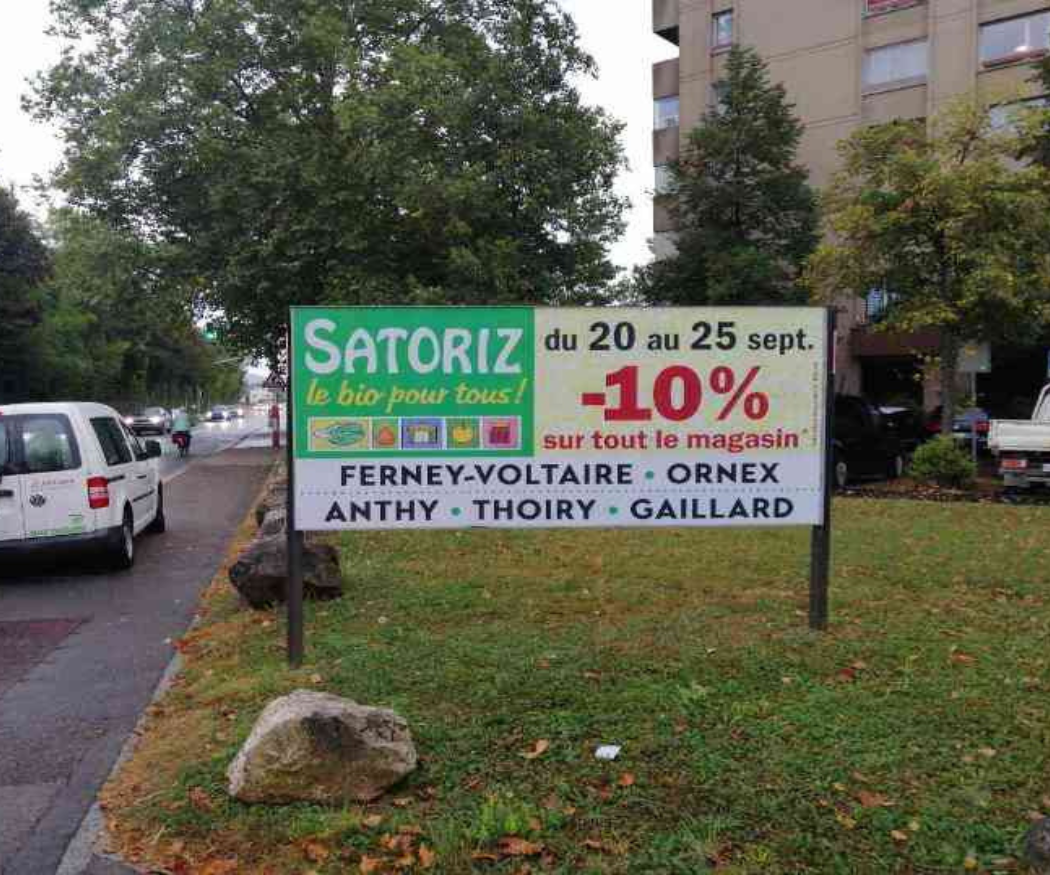 SATORIZ
le bio pour tous!
du 20 au 25 sept.
-10%
sur tout le magasin*
FERNEY-VOLTAIRE • ORNEX
ANTHY • THOIRY • GAILLARD